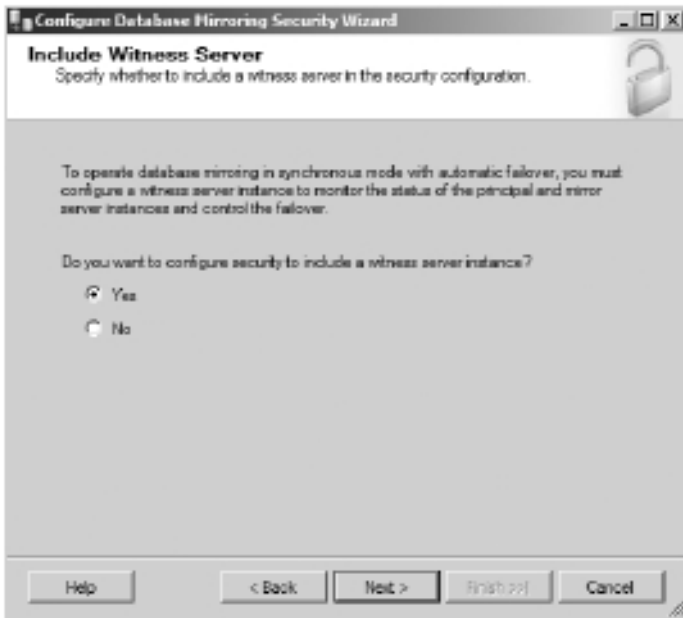 Configure Database Mirroring Security Wizard
Include Witness Server
Specify whether to include a witness server in the security configuration.
To operate database mirroring in synchronous mode with automatic failover, you must
configure a witness server instance to monitor the status of the principal and mirror
server instances and control the failover.
Do you want to configure security to include a witness server instance?
Yes
No
Help
< Back
Next >
Finish >>|
Cancel